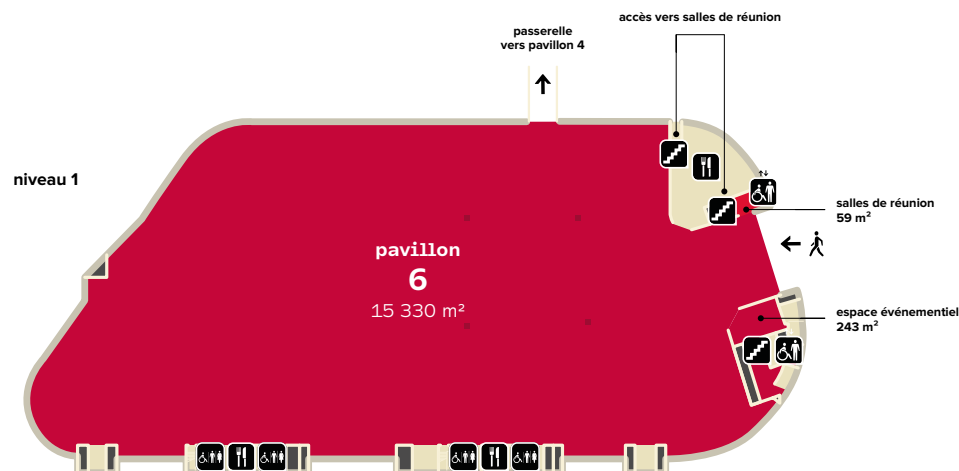 accès vers salles de réunion
passerelle
vers pavillon 4
niveau 1
salles de réunion
59 m²
pavillon
6
15 330 m²
espace événementiel
243 m²